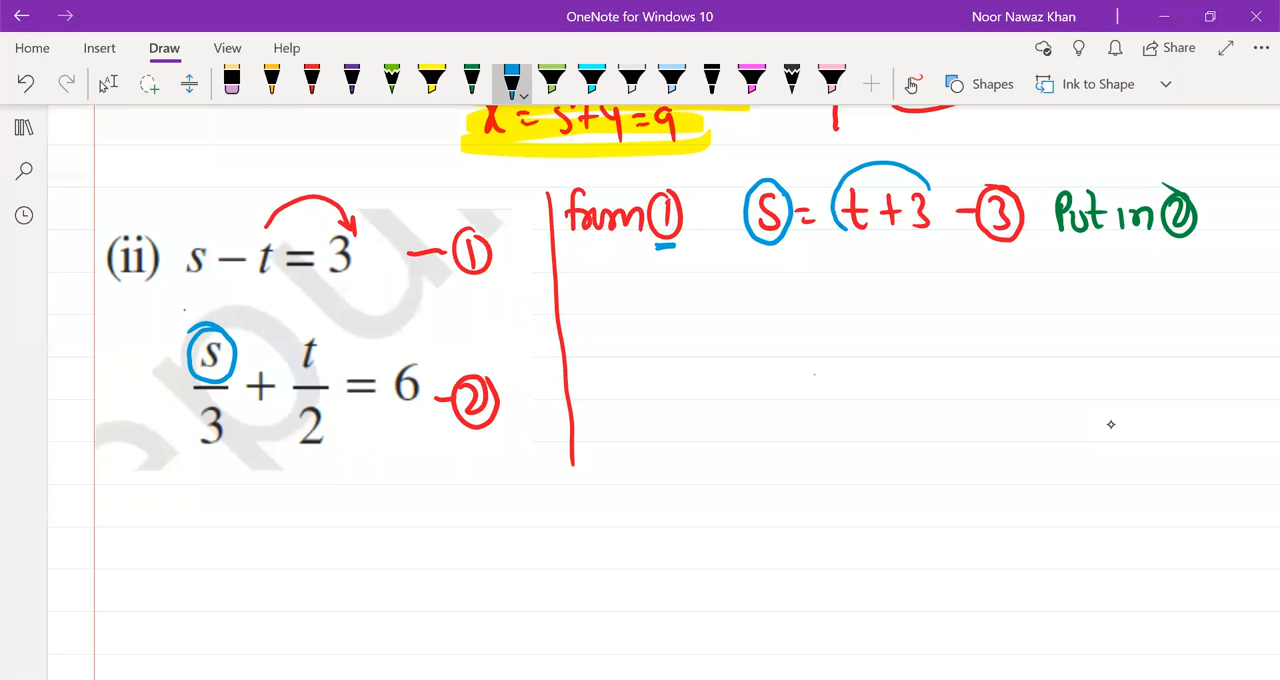 OneNote for Windows 10
Noor Nawaz Khan
Home Insert Draw View Help Share
Shapes Ink to Shape
x = 5+4 = 9
(ii) s – t = 3 – ①
s/3 + t/2 = 6 – ②
from ① s = (t + 3 – ③ Put in ②